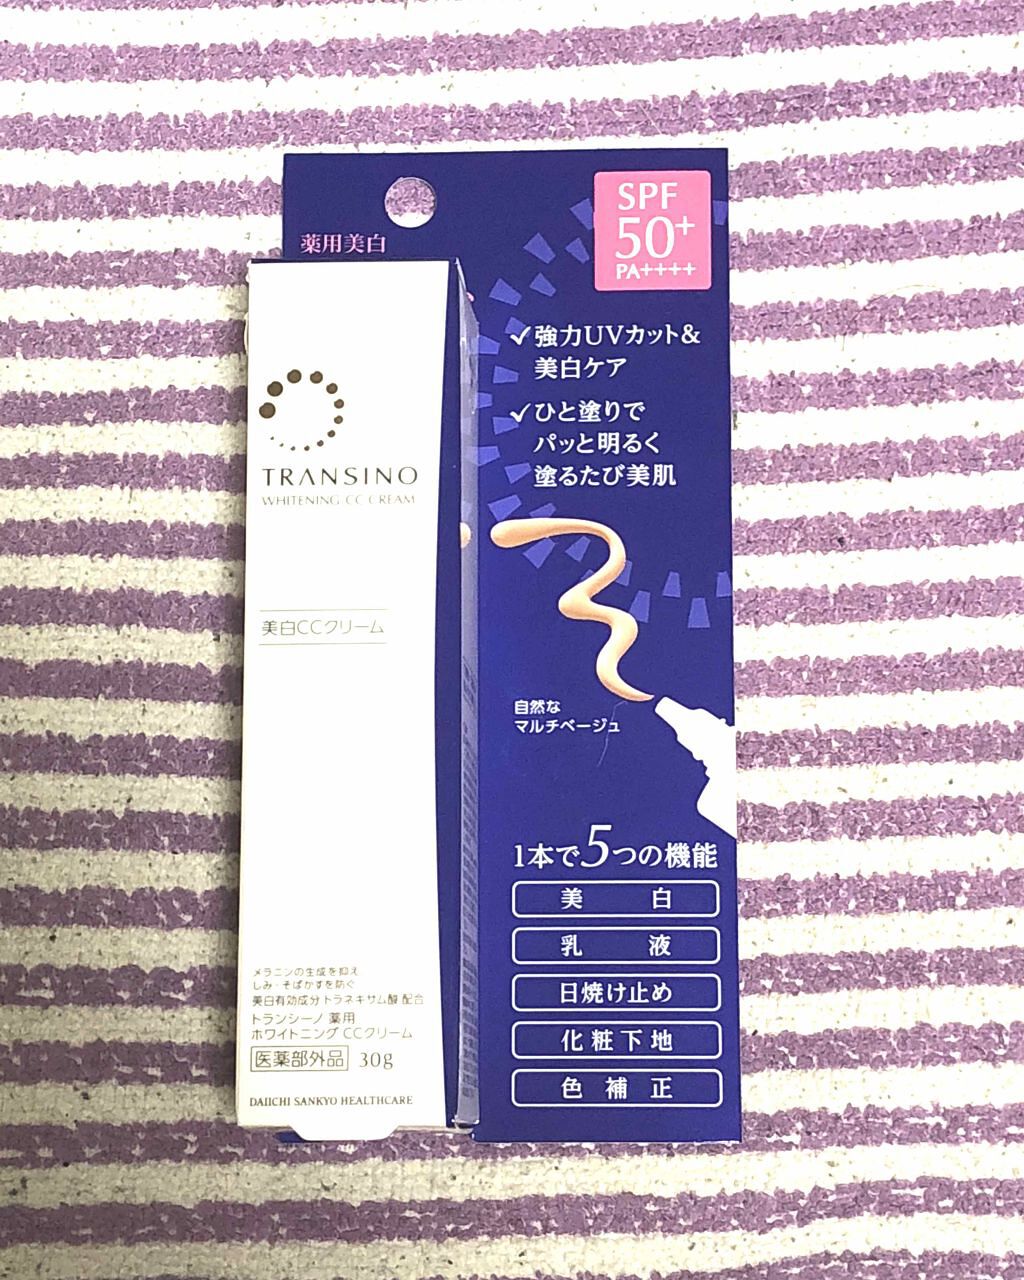 薬用美白
SPF
50+
PA++++
強力UVカット&
美白ケア
ひと塗りで
パッと明るく
塗るたび美肌
TRANSINO
WHITENING CC CREAM
美白CCクリーム
自然な
マルチベージュ
1本で5つの機能
美白
乳液
日焼け止め
化粧下地
色補正
メラニンの生成を抑え
しみ・そばかすを防ぐ
美白有効成分 トラネキサム酸 配合
トランシーノ 薬用
ホワイトニング CCクリーム
医薬部外品 30g
DAIICHI SANKYO HEALTHCARE